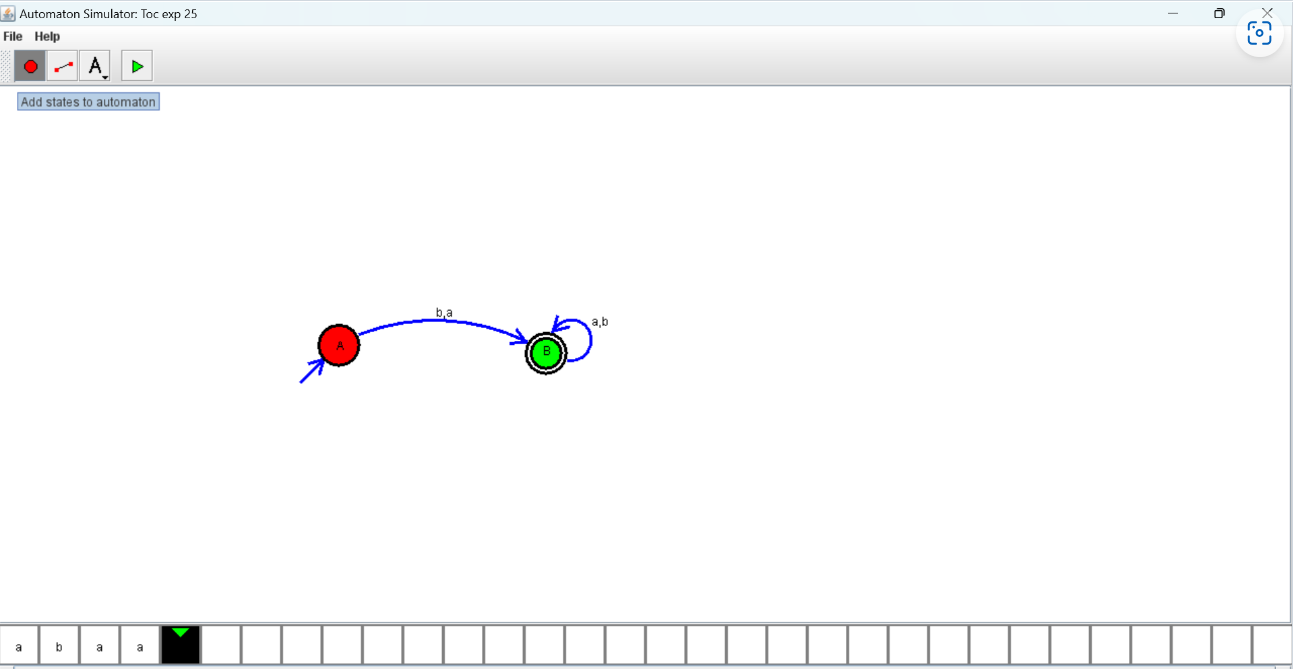 Automaton Simulator: Toc exp 25
File Help
A
Add states to automaton
b,a
a,b
A
B
a b a a